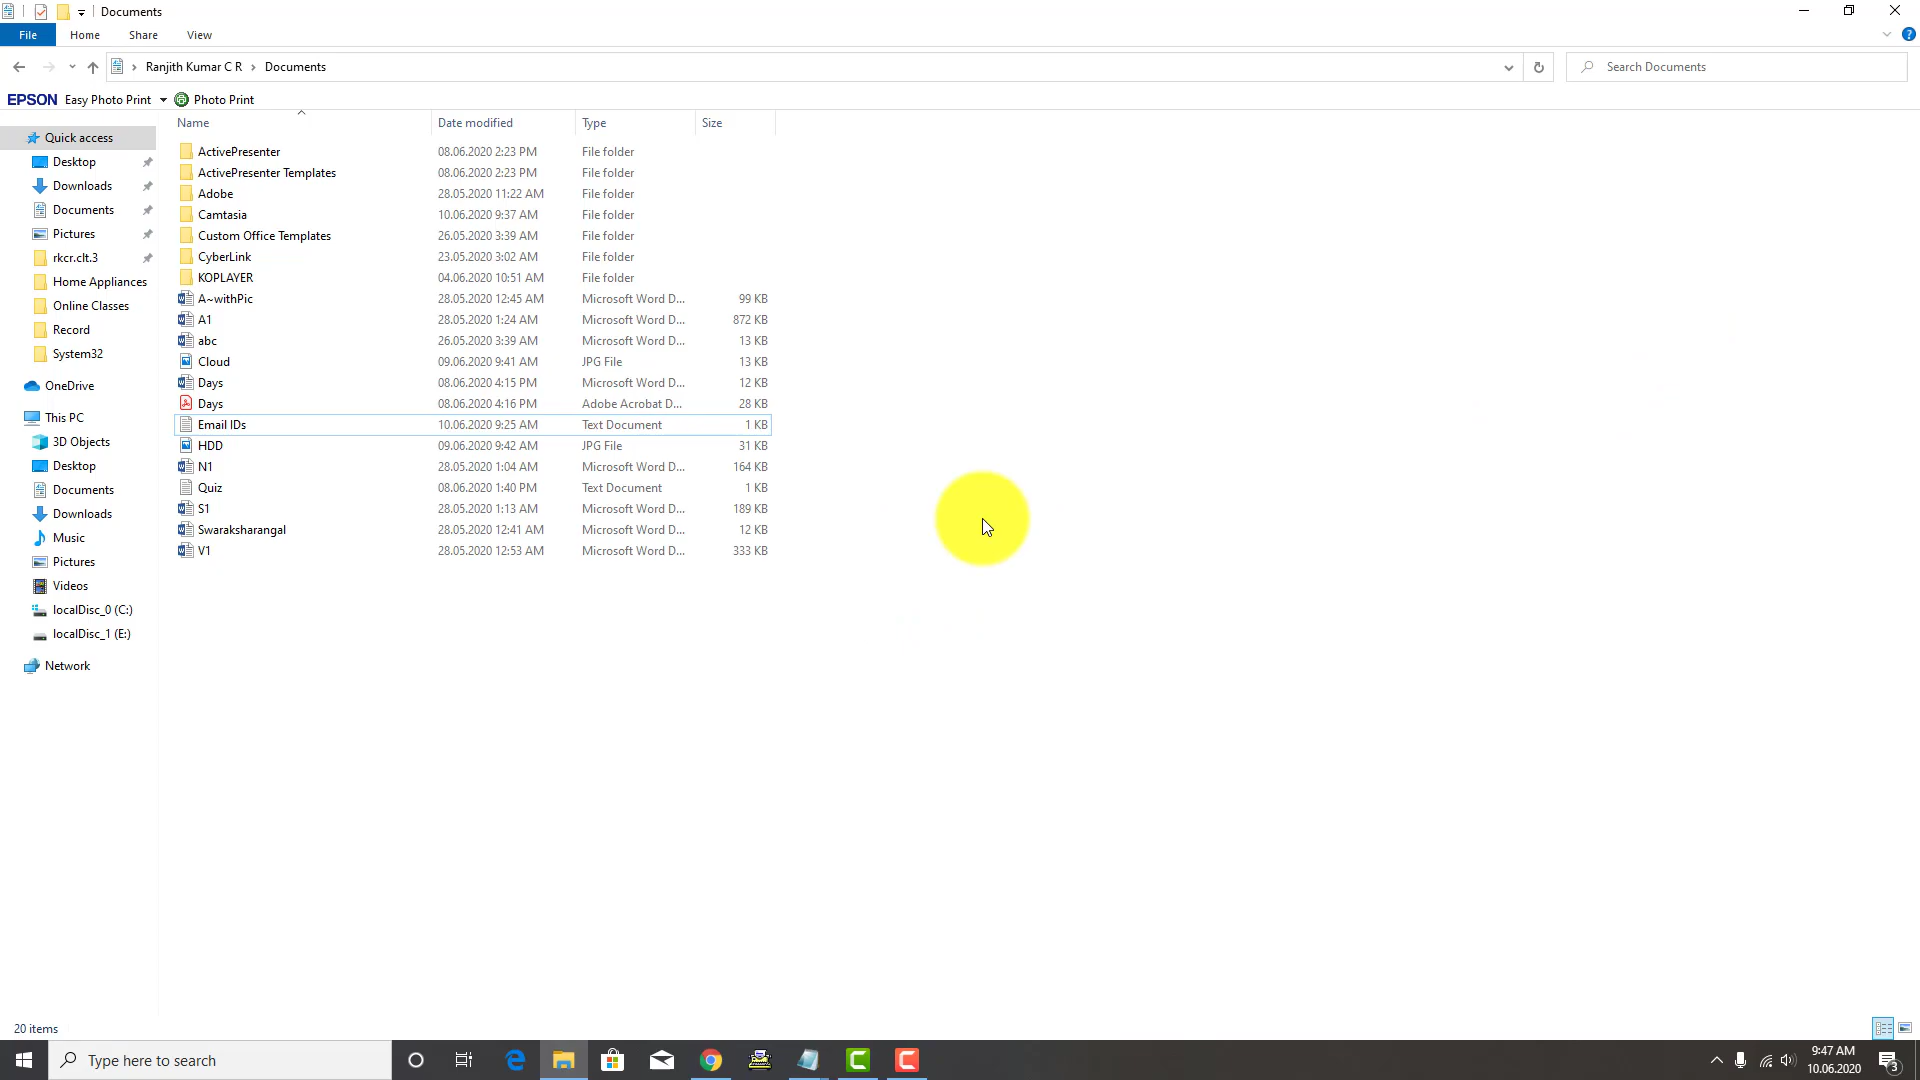 Documents
File Home Share View
Ranjith Kumar C R Documents
Search Documents
EPSON Easy Photo Print Photo Print
Name Date modified Type Size
Quick access
Desktop
Downloads
Documents
Pictures
rkcr.clt.3
Home Appliances
Online Classes
Record
System32
OneDrive
This PC
3D Objects
Desktop
Documents
Downloads
Music
Pictures
Videos
localDisc_0 (C:)
localDisc_1 (E:)
Network
ActivePresenter 08.06.2020 2:23 PM File folder
ActivePresenter Templates 08.06.2020 2:23 PM File folder
Adobe 28.05.2020 11:22 AM File folder
Camtasia 10.06.2020 9:37 AM File folder
Custom Office Templates 26.05.2020 3:39 AM File folder
CyberLink 23.05.2020 3:02 AM File folder
KOPLAYER 04.06.2020 10:51 AM File folder
A~withPic 28.05.2020 12:45 AM Microsoft Word D... 99 KB
A1 28.05.2020 1:24 AM Microsoft Word D... 872 KB
abc 26.05.2020 3:39 AM Microsoft Word D... 13 KB
Cloud 09.06.2020 9:41 AM JPG File 13 KB
Days 08.06.2020 4:15 PM Microsoft Word D... 12 KB
Days 08.06.2020 4:16 PM Adobe Acrobat D... 28 KB
Email IDs 10.06.2020 9:25 AM Text Document 1 KB
HDD 09.06.2020 9:42 AM JPG File 31 KB
N1 28.05.2020 1:04 AM Microsoft Word D... 164 KB
Quiz 08.06.2020 1:40 PM Text Document 1 KB
S1 28.05.2020 1:13 AM Microsoft Word D... 189 KB
Swaraksharangal 28.05.2020 12:41 AM Microsoft Word D... 12 KB
V1 28.05.2020 12:53 AM Microsoft Word D... 333 KB
20 items
Type here to search
9:47 AM
10.06.2020
3